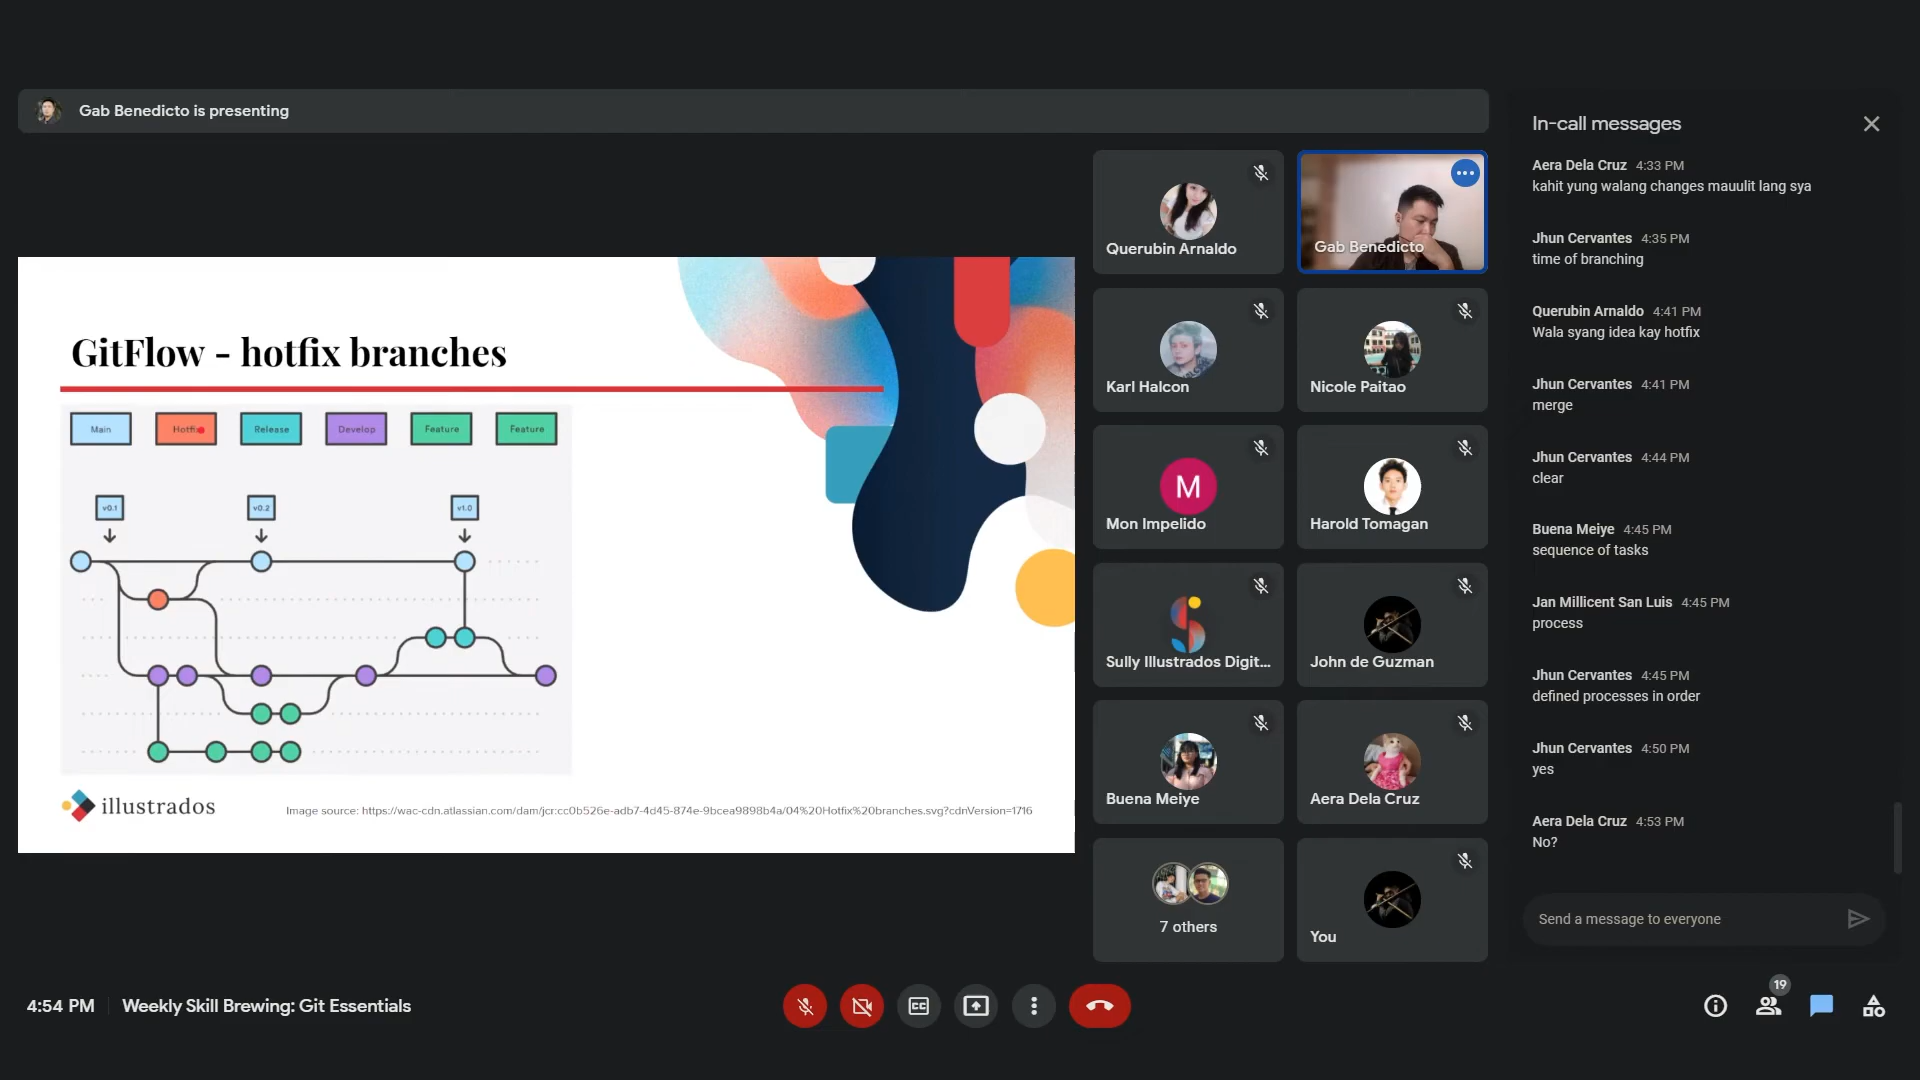 Gab Benedicto is presenting
GitFlow - hotfix branches
Main
Hotfix
Release
Develop
Feature
Feature
v0.1
v0.2
v1.0
illustrados
Image source: https://wac-cdn.atlassian.com/dam/jcr:cc0b526e-adb7-4d45-874e-9bcea9898b4a/04%20Hotfix%20branches.svg?cdnVersion=1716
Querubin Arnaldo
Gab Benedicto
Karl Halcon
Nicole Paitao
M
Mon Impelido
Harold Tomagan
Sully Illustrados Digit...
John de Guzman
Buena Meiye
Aera Dela Cruz
7 others
You
In-call messages
Aera Dela Cruz 4:33 PM
kahit yung walang changes mauulit lang sya
Jhun Cervantes 4:35 PM
time of branching
Querubin Arnaldo 4:41 PM
Wala syang idea kay hotfix
Jhun Cervantes 4:41 PM
merge
Jhun Cervantes 4:44 PM
clear
Buena Meiye 4:45 PM
sequence of tasks
Jan Millicent San Luis 4:45 PM
process
Jhun Cervantes 4:45 PM
defined processes in order
Jhun Cervantes 4:50 PM
yes
Aera Dela Cruz 4:53 PM
No?
Send a message to everyone
4:54 PM
Weekly Skill Brewing: Git Essentials
CC
19